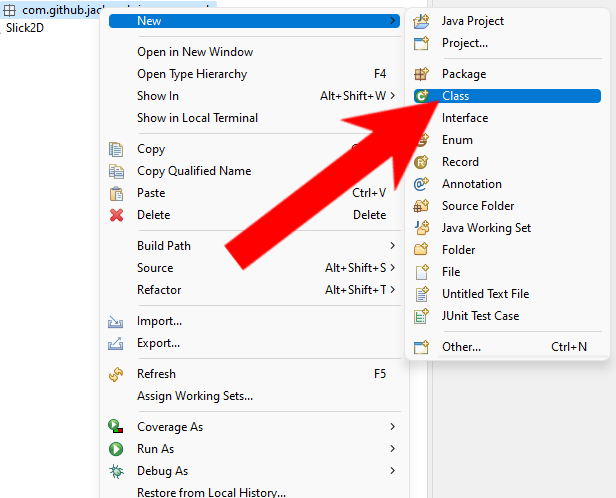 com.github.jac
Slick2D
New
Open in New Window
Open Type Hierarchy F4
Show In Alt+Shift+W
Show in Local Terminal
Copy
Copy Qualified Name
Paste Ctrl+V
Delete Delete
Build Path
Source Alt+Shift+S
Refactor Alt+Shift+T
Import...
Export...
Refresh F5
Assign Working Sets...
Coverage As
Run As
Debug As
Restore from Local History...
Java Project
Project...
Package
Class
Interface
Enum
Record
Annotation
Source Folder
Java Working Set
Folder
File
Untitled Text File
JUnit Test Case
Other... Ctrl+N